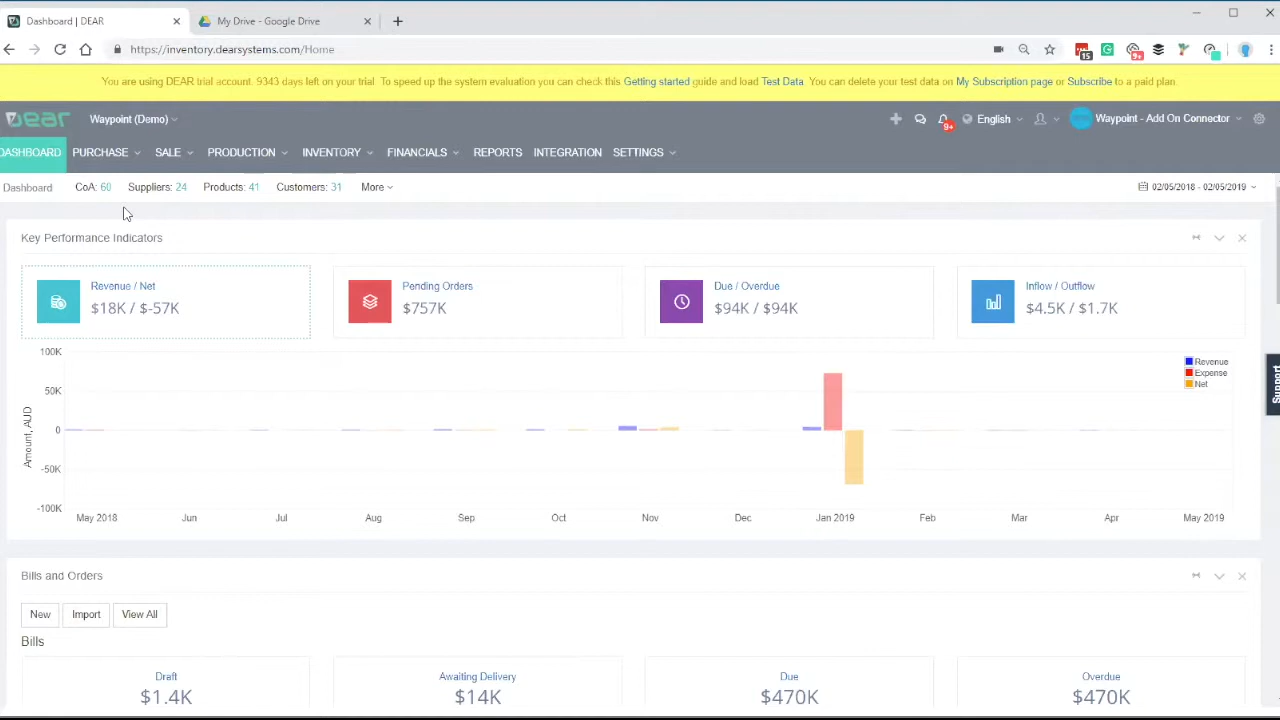 Dashboard | DEAR
My Drive - Google Drive
https://inventory.dearsystems.com/Home
15
9+
You are using DEAR trial account. 9343 days left on your trial. To speed up the system evaluation you can check this Getting started guide and load Test Data. You can delete your test data on My Subscription page or Subscribe to a paid plan.
Dear
Waypoint (Demo)
9+
English
Waypoint - Add On Connector
DASHBOARD PURCHASE SALE PRODUCTION INVENTORY FINANCIALS REPORTS INTEGRATION SETTINGS
Dashboard CoA: 60 Suppliers: 24 Products: 41 Customers: 31 More
02/05/2018 - 02/05/2019
Key Performance Indicators
Revenue / Net
$18K / $-57K
Pending Orders
$757K
Due / Overdue
$94K / $94K
Inflow / Outflow
$4.5K / $1.7K
100K
50K
0
-50K
-100K
Amount, AUD
Revenue
Expense
Net
May 2018 Jun Jul Aug Sep Oct Nov Dec Jan 2019 Feb Mar Apr May 2019
Support
Bills and Orders
New Import View All
Bills
Draft
$1.4K
Awaiting Delivery
$14K
Due
$470K
Overdue
$470K